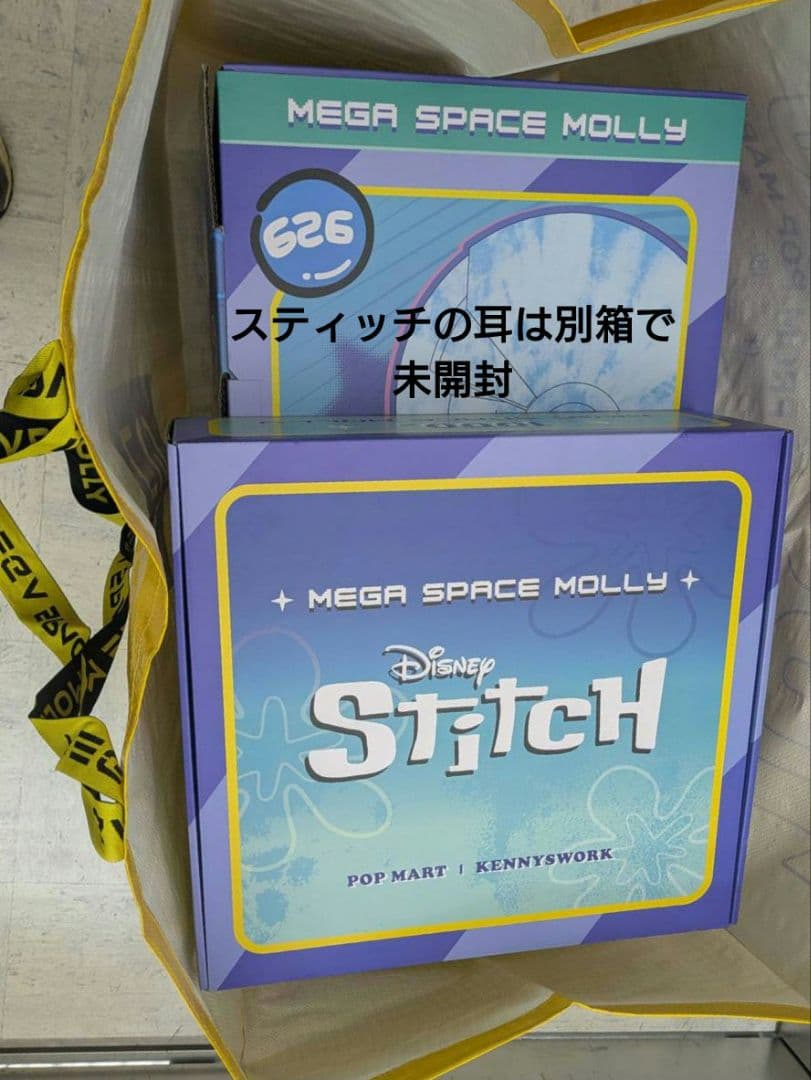 MEGA SPACE MOLLY
626
スティッチの耳は別箱で
未開封
MEGA SPACE MOLLY
DISNEY
STITCH
POP MART | KENNYSWORK
MOLLY